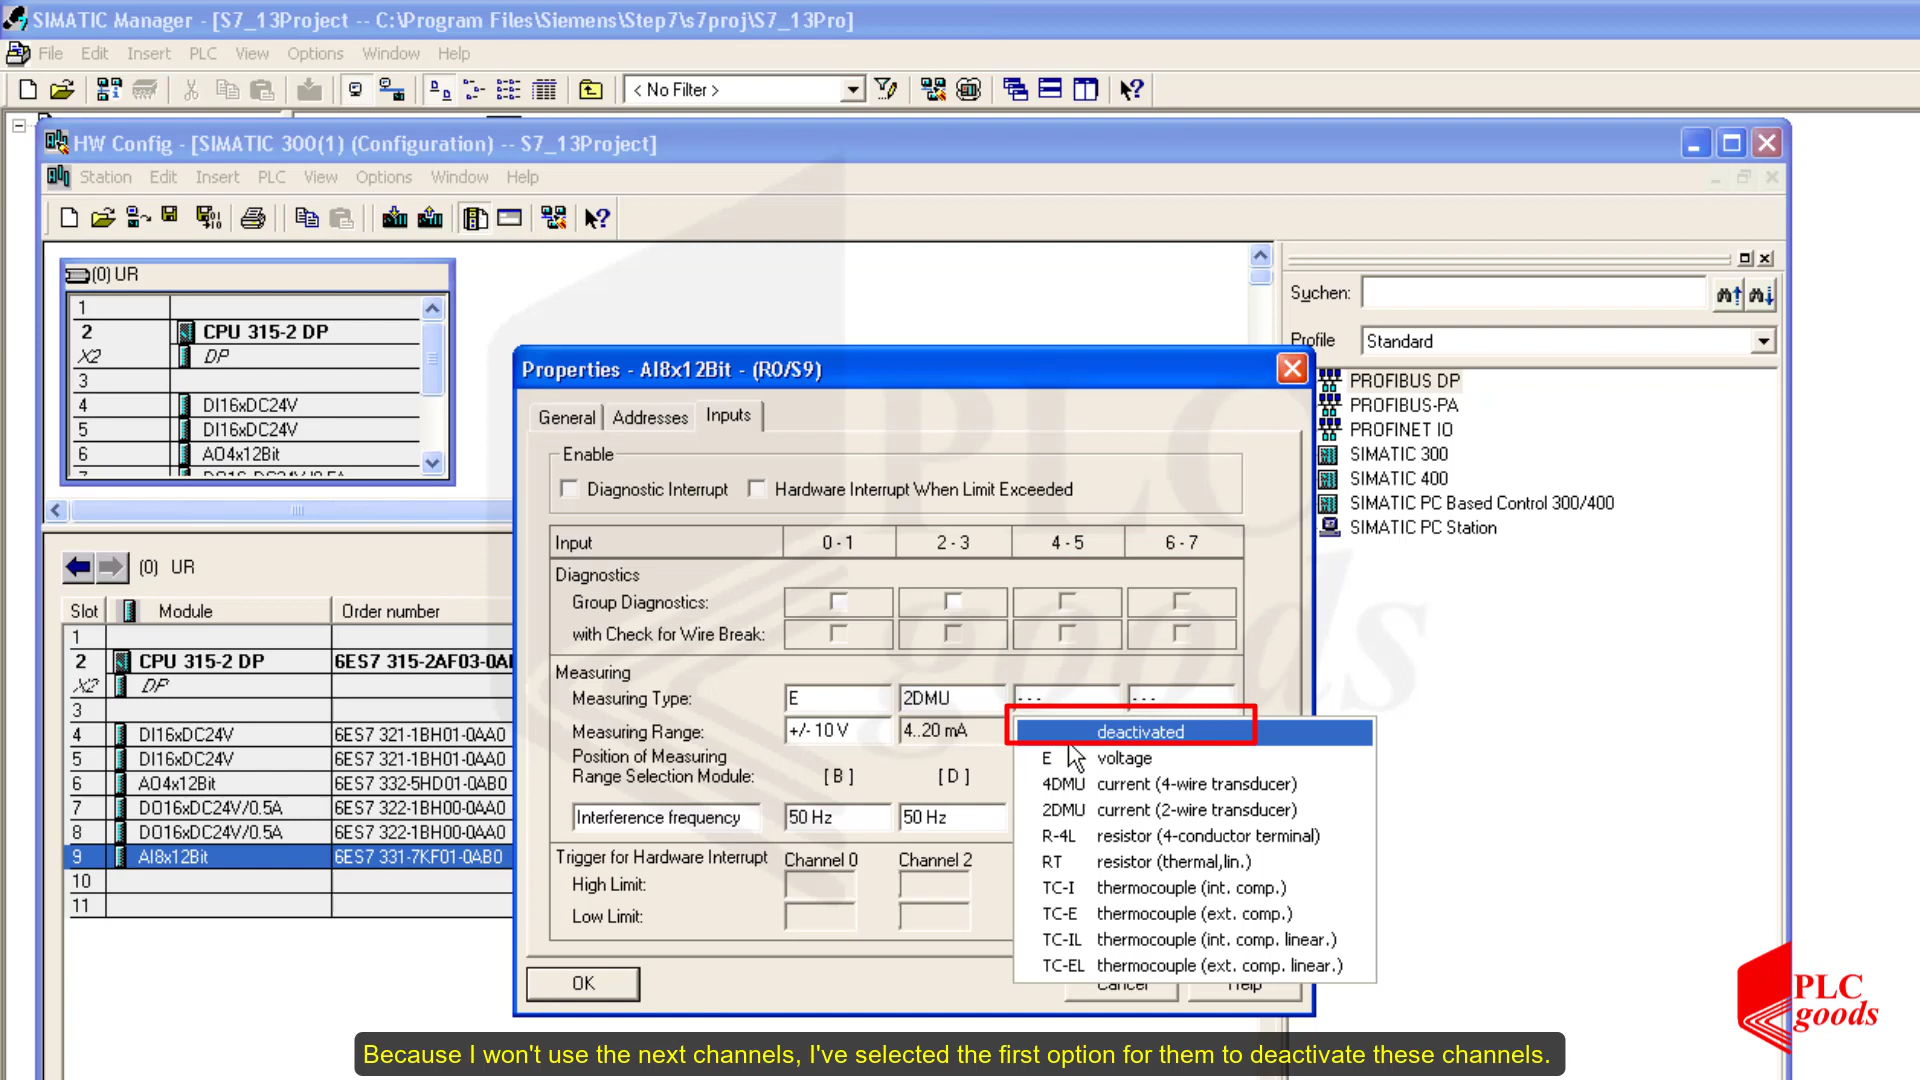 SIMATIC Manager - [S7_13Project -- C:\Program Files\Siemens\Step7\s7proj\S7_13Pro]
File Edit Insert PLC View Options Window Help
< No Filter >
HW Config - [SIMATIC 300(1) (Configuration) -- S7_13Project]
Station Edit Insert PLC View Options Window Help
(0) UR
1
2 CPU 315-2 DP
X2 DP
3
4 DI16xDC24V
5 DI16xDC24V
6 AO4x12Bit
7 DO16xDC24V/0.5A
Suchen:
Profile Standard
PROFIBUS DP
PROFIBUS-PA
PROFINET IO
SIMATIC 300
SIMATIC 400
SIMATIC PC Based Control 300/400
SIMATIC PC Station
Properties - AI8x12Bit - (R0/S9)
General Addresses Inputs
Enable
Diagnostic Interrupt Hardware Interrupt When Limit Exceeded
Input 0 - 1 2 - 3 4 - 5 6 - 7
Diagnostics
Group Diagnostics:
with Check for Wire Break:
Measuring
Measuring Type: E 2DMU - - - - - -
Measuring Range: +/- 10 V 4..20 mA
Position of Measuring
Range Selection Module: [ B ] [ D ]
Interference frequency 50 Hz 50 Hz
Trigger for Hardware Interrupt Channel 0 Channel 2
High Limit:
Low Limit:
OK Cancel Help
deactivated
E voltage
4DMU current (4-wire transducer)
2DMU current (2-wire transducer)
R-4L resistor (4-conductor terminal)
RT resistor (thermal,lin.)
TC-I thermocouple (int. comp.)
TC-E thermocouple (ext. comp.)
TC-IL thermocouple (int. comp. linear.)
TC-EL thermocouple (ext. comp. linear.)
(0) UR
Slot Module Order number
1
2 CPU 315-2 DP 6ES7 315-2AF03-0A
X2 DP
3
4 DI16xDC24V 6ES7 321-1BH01-0AA0
5 DI16xDC24V 6ES7 321-1BH01-0AA0
6 AO4x12Bit 6ES7 332-5HD01-0AB0
7 DO16xDC24V/0.5A 6ES7 322-1BH00-0AA0
8 DO16xDC24V/0.5A 6ES7 322-1BH00-0AA0
9 AI8x12Bit 6ES7 331-7KF01-0AB0
10
11
PLC
goods
PLC
goods
Because I won't use the next channels, I've selected the first option for them to deactivate these channels.